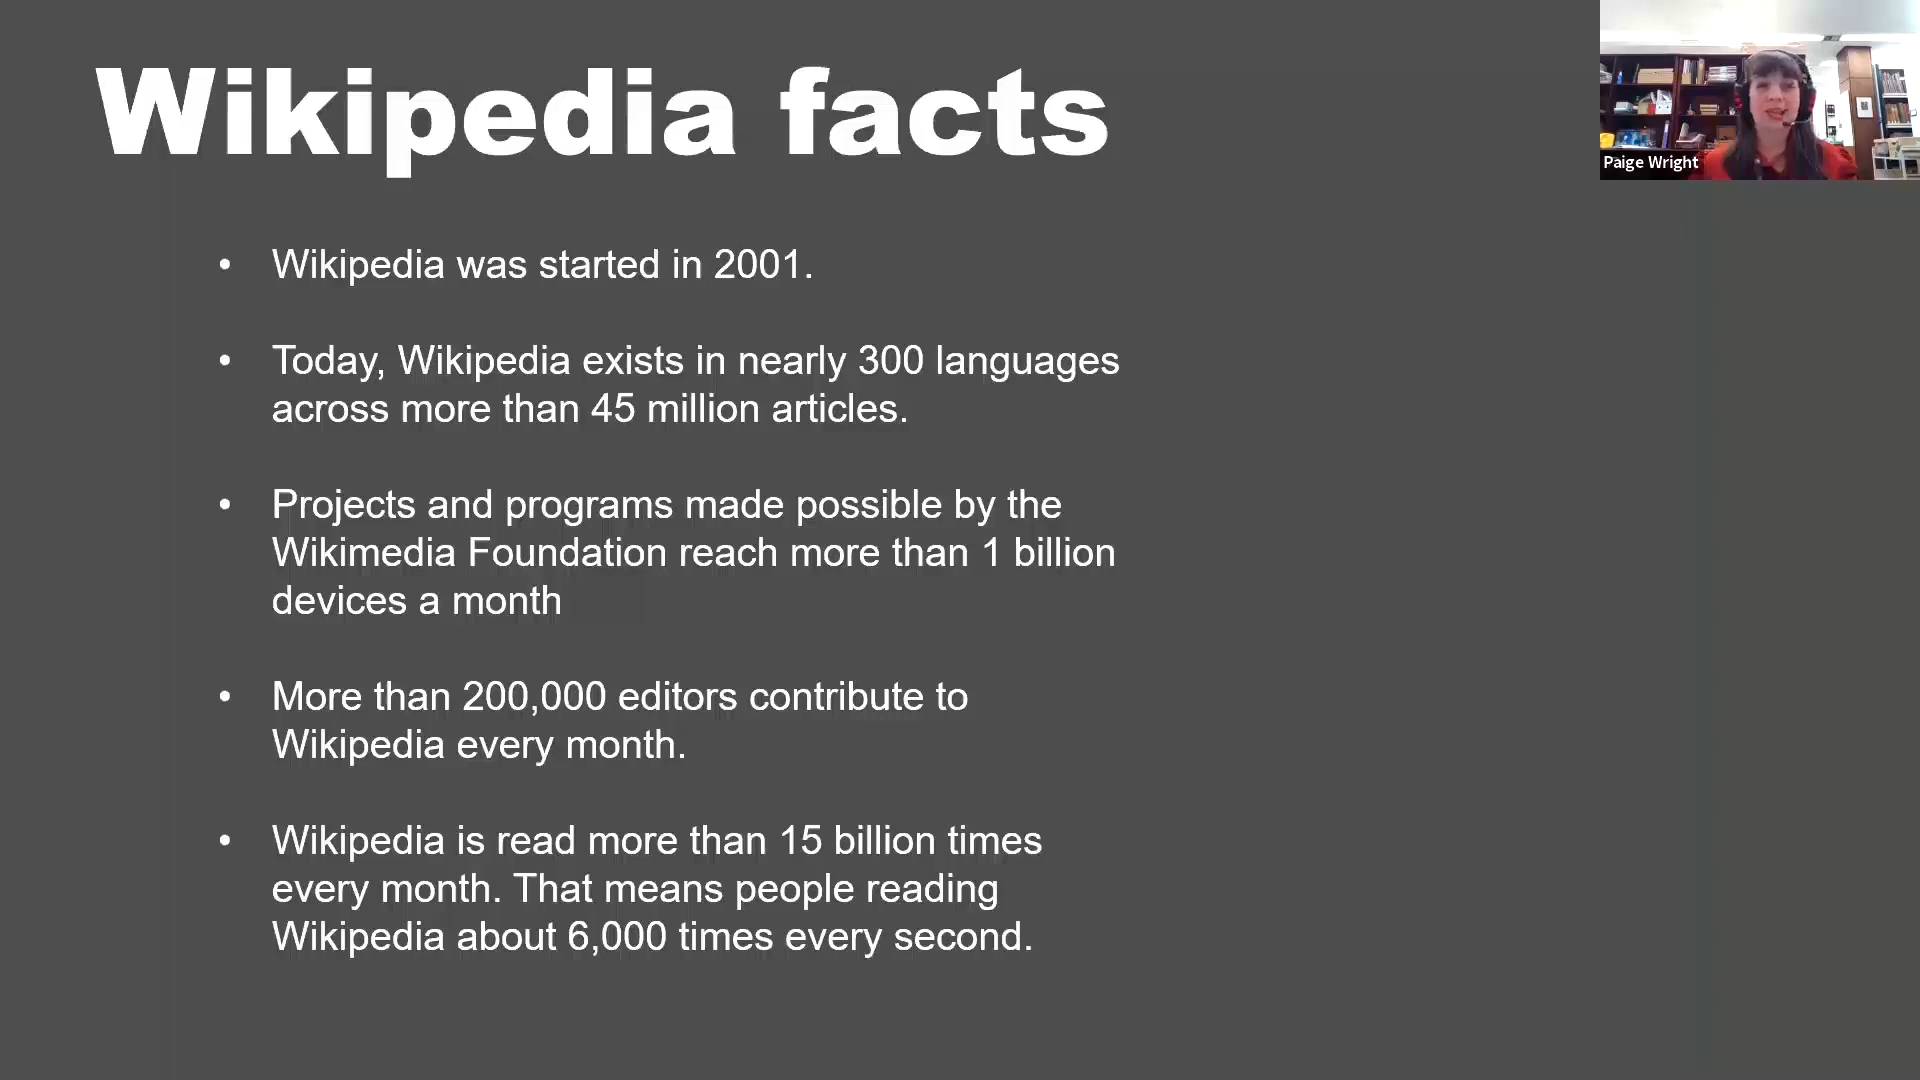 Wikipedia facts
Paige Wright
• Wikipedia was started in 2001.
• Today, Wikipedia exists in nearly 300 languages
across more than 45 million articles.
• Projects and programs made possible by the
Wikimedia Foundation reach more than 1 billion
devices a month
• More than 200,000 editors contribute to
Wikipedia every month.
• Wikipedia is read more than 15 billion times
every month. That means people reading
Wikipedia about 6,000 times every second.